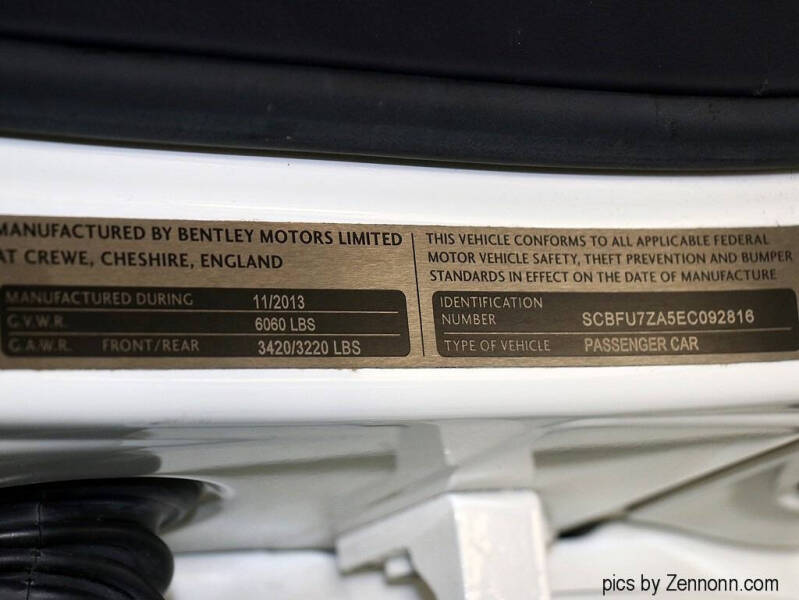 MANUFACTURED BY BENTLEY MOTORS LIMITED
AT CREWE, CHESHIRE, ENGLAND
MANUFACTURED DURING 11/2013
G.V.W.R. 6060 LBS
G.A.W.R. FRONT/REAR 3420/3220 LBS
THIS VEHICLE CONFORMS TO ALL APPLICABLE FEDERAL
MOTOR VEHICLE SAFETY, THEFT PREVENTION AND BUMPER
STANDARDS IN EFFECT ON THE DATE OF MANUFACTURE
IDENTIFICATION
NUMBER SCBFU7ZA5EC092816
TYPE OF VEHICLE PASSENGER CAR
pics by Zennonn.com